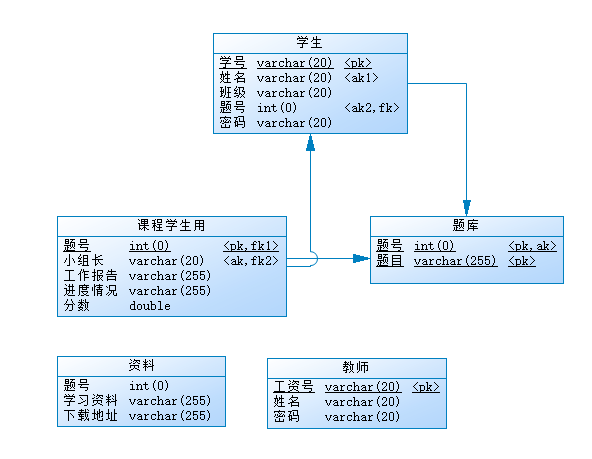 学生
学号 varchar(20) <pk>
姓名 varchar(20) <ak1>
班级 varchar(20)
题号 int(0) <ak2,fk>
密码 varchar(20)
课程学生用
题号 int(0) <pk,fk1>
小组长 varchar(20) <ak,fk2>
工作报告 varchar(255)
进度情况 varchar(255)
分数 double
题库
题号 int(0) <pk,ak>
题目 varchar(255) <pk>
资料
题号 int(0)
学习资料 varchar(255)
下载地址 varchar(255)
教师
工资号 varchar(20) <pk>
姓名 varchar(20)
密码 varchar(20)